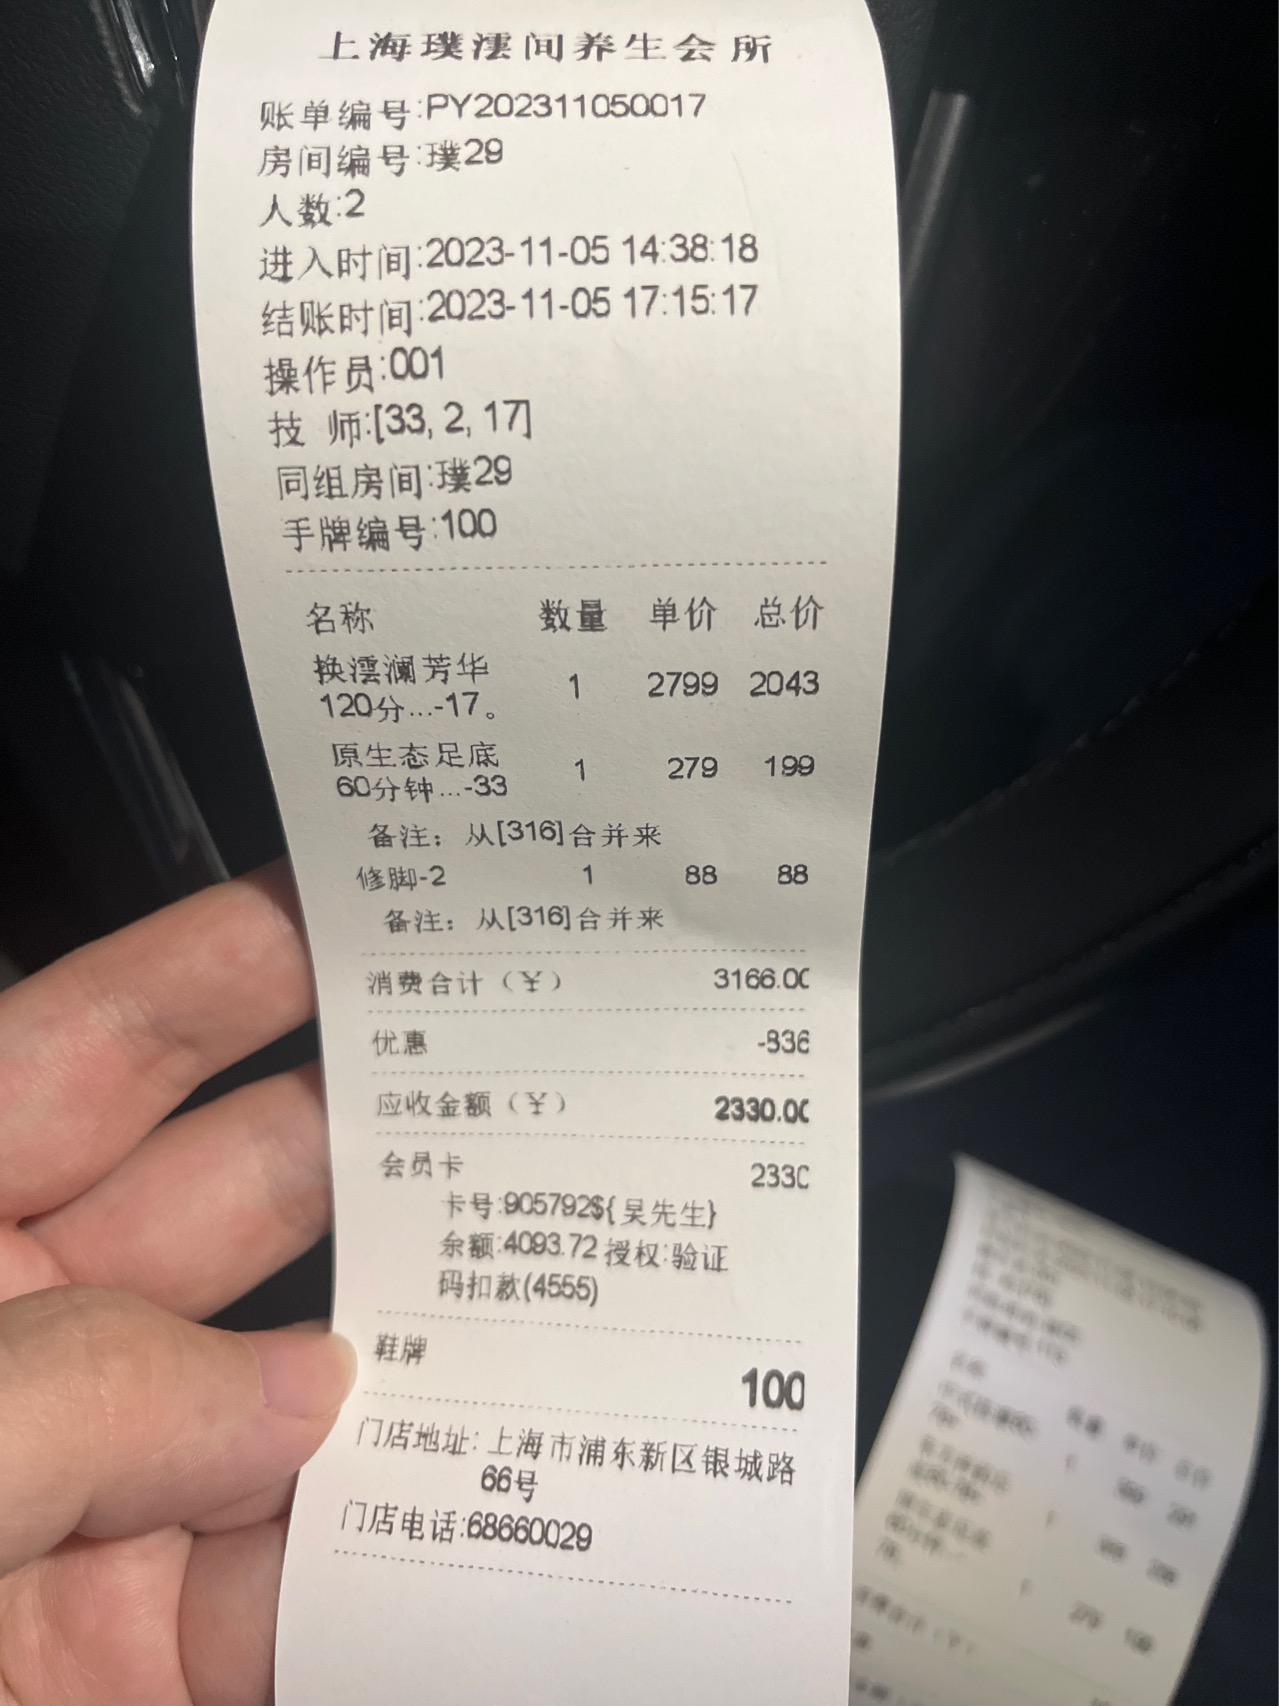 上海璞澐间养生会所
账单编号:PY202311050017
房间编号:璞29
人数:2
进入时间:2023-11-05 14:38:18
结账时间:2023-11-05 17:15:17
操作员:001
技 师:[33, 2, 17]
同组房间:璞29
手牌编号:100
名称 数量 单价 总价
换澐澜芳华 1 2799 2043
120分...-17。
原生态足底 1 279 199
60分钟...-33
备注：从[316]合并来
修脚-2 1 88 88
备注：从[316]合并来
消费合计（￥） 3166.00
优惠 -836
应收金额（￥） 2330.00
会员卡 2330
卡号:905792${吴先生}
余额:4093.72 授权:验证
码扣款(4555)
鞋牌
100
门店地址：上海市浦东新区银城路
66号
门店电话:68660029